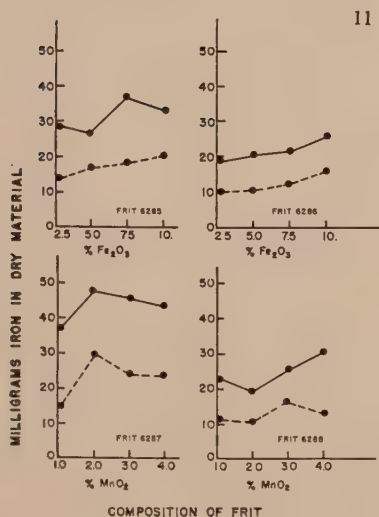 11
MILLIGRAMS IRON IN DRY MATERIAL
50
40
30
20
10
0
FRIT 6285
2.5 5.0 7.5 10.
% Fe₂O₃
50
40
30
20
10
0
FRIT 6286
2.5 5.0 7.5 10.
% Fe₂O₃
50
40
30
20
10
0
FRIT 6287
1.0 2.0 3.0 4.0
% MnO₂
50
40
30
20
10
0
FRIT 6288
1.0 2.0 3.0 4.0
% MnO₂
COMPOSITION OF FRIT